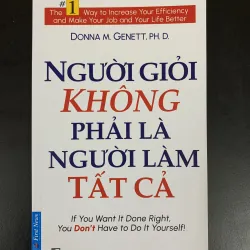 The #1 Way to Increase Your Efficiency
and Make Your Job and Your Life Better
DONNA M. GENETT, PH. D.
NGƯỜI GIỎI
KHÔNG
PHẢI LÀ
NGƯỜI LÀM
TẤT CẢ
If You Want It Done Right,
You Don't Have to Do It Yourself!
First News